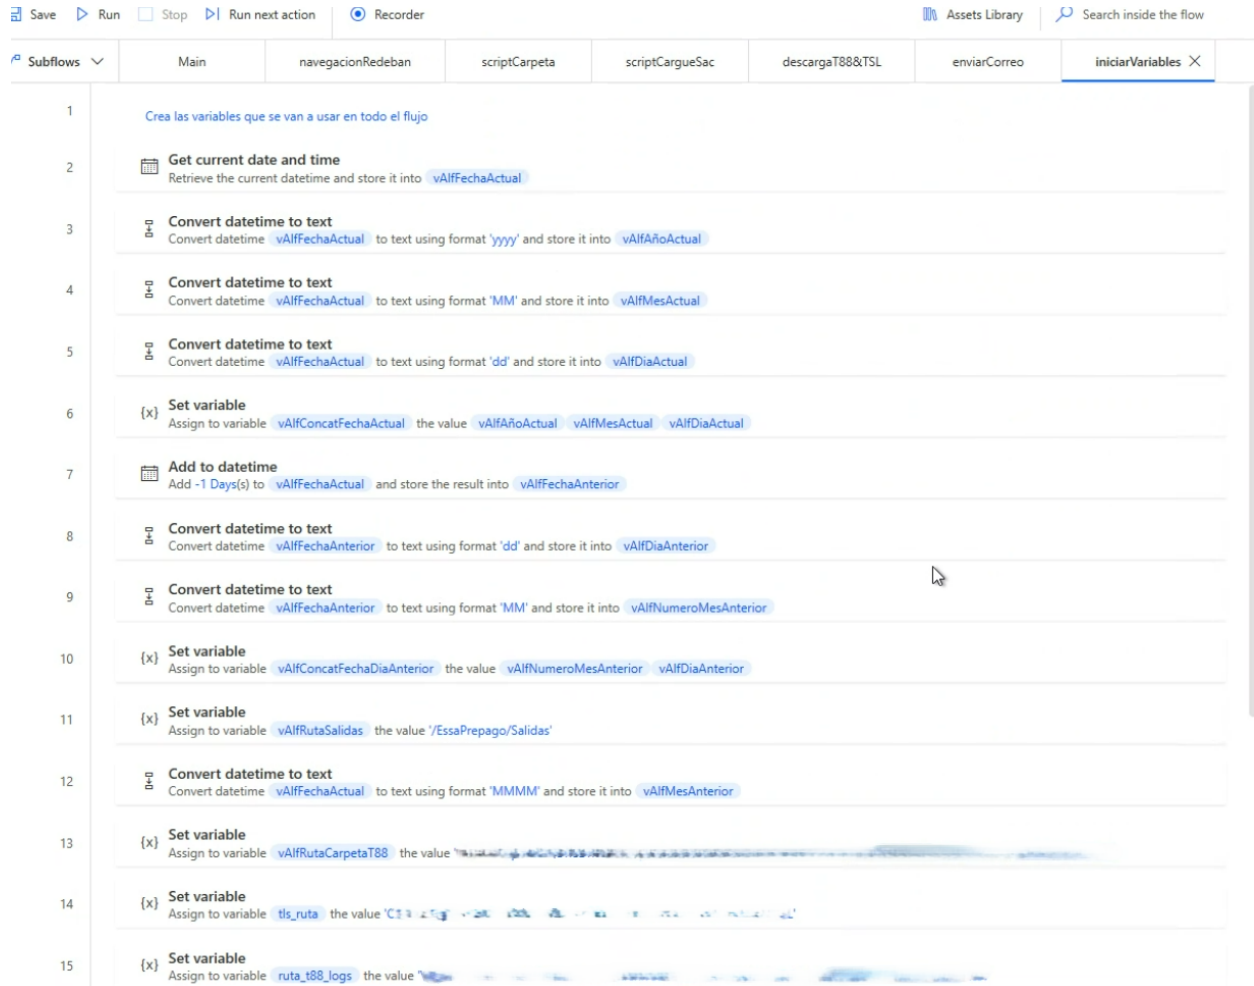 Save Run Stop Run next action Recorder Assets Library Search inside the flow
Subflows Main navegacionRedeban scriptCarpeta scriptCargueSac descargaT88&TSL enviarCorreo iniciarVariables
1 Crea las variables que se van a usar en todo el flujo
2 Get current date and time
Retrieve the current datetime and store it into vAlfFechaActual
3 Convert datetime to text
Convert datetime vAlfFechaActual to text using format 'yyyy' and store it into vAlfAñoActual
4 Convert datetime to text
Convert datetime vAlfFechaActual to text using format 'MM' and store it into vAlfMesActual
5 Convert datetime to text
Convert datetime vAlfFechaActual to text using format 'dd' and store it into vAlfDiaActual
6 {x} Set variable
Assign to variable vAlfConcatFechaActual the value vAlfAñoActual vAlfMesActual vAlfDiaActual
7 Add to datetime
Add -1 Days(s) to vAlfFechaActual and store the result into vAlfFechaAnterior
8 Convert datetime to text
Convert datetime vAlfFechaAnterior to text using format 'dd' and store it into vAlfDiaAnterior
9 Convert datetime to text
Convert datetime vAlfFechaAnterior to text using format 'MM' and store it into vAlfNumeroMesAnterior
10 {x} Set variable
Assign to variable vAlfConcatFechaDiaAnterior the value vAlfNumeroMesAnterior vAlfDiaAnterior
11 {x} Set variable
Assign to variable vAlfRutaSalidas the value '/EssaPrepago/Salidas'
12 Convert datetime to text
Convert datetime vAlfFechaActual to text using format 'MMMM' and store it into vAlfMesAnterior
13 {x} Set variable
Assign to variable vAlfRutaCarpetaT88 the value
14 {x} Set variable
Assign to variable tls_ruta the value
15 {x} Set variable
Assign to variable ruta_t88_logs the value